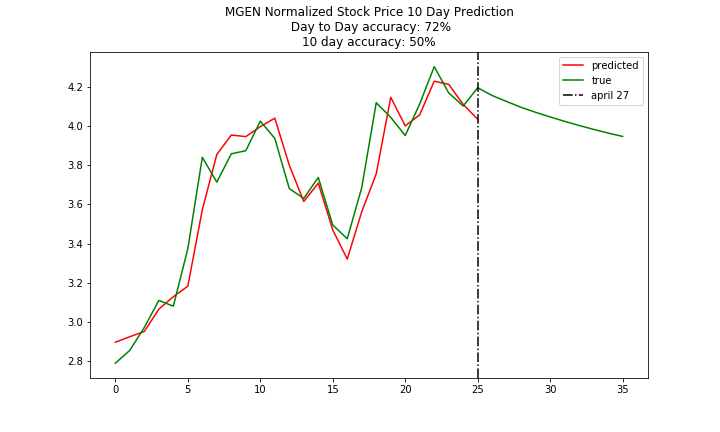 MGEN Normalized Stock Price 10 Day Prediction
Day to Day accuracy: 72%
10 day accuracy: 50%
predicted
true
april 27
4.2
4.0
3.8
3.6
3.4
3.2
3.0
2.8
0 5 10 15 20 25 30 35